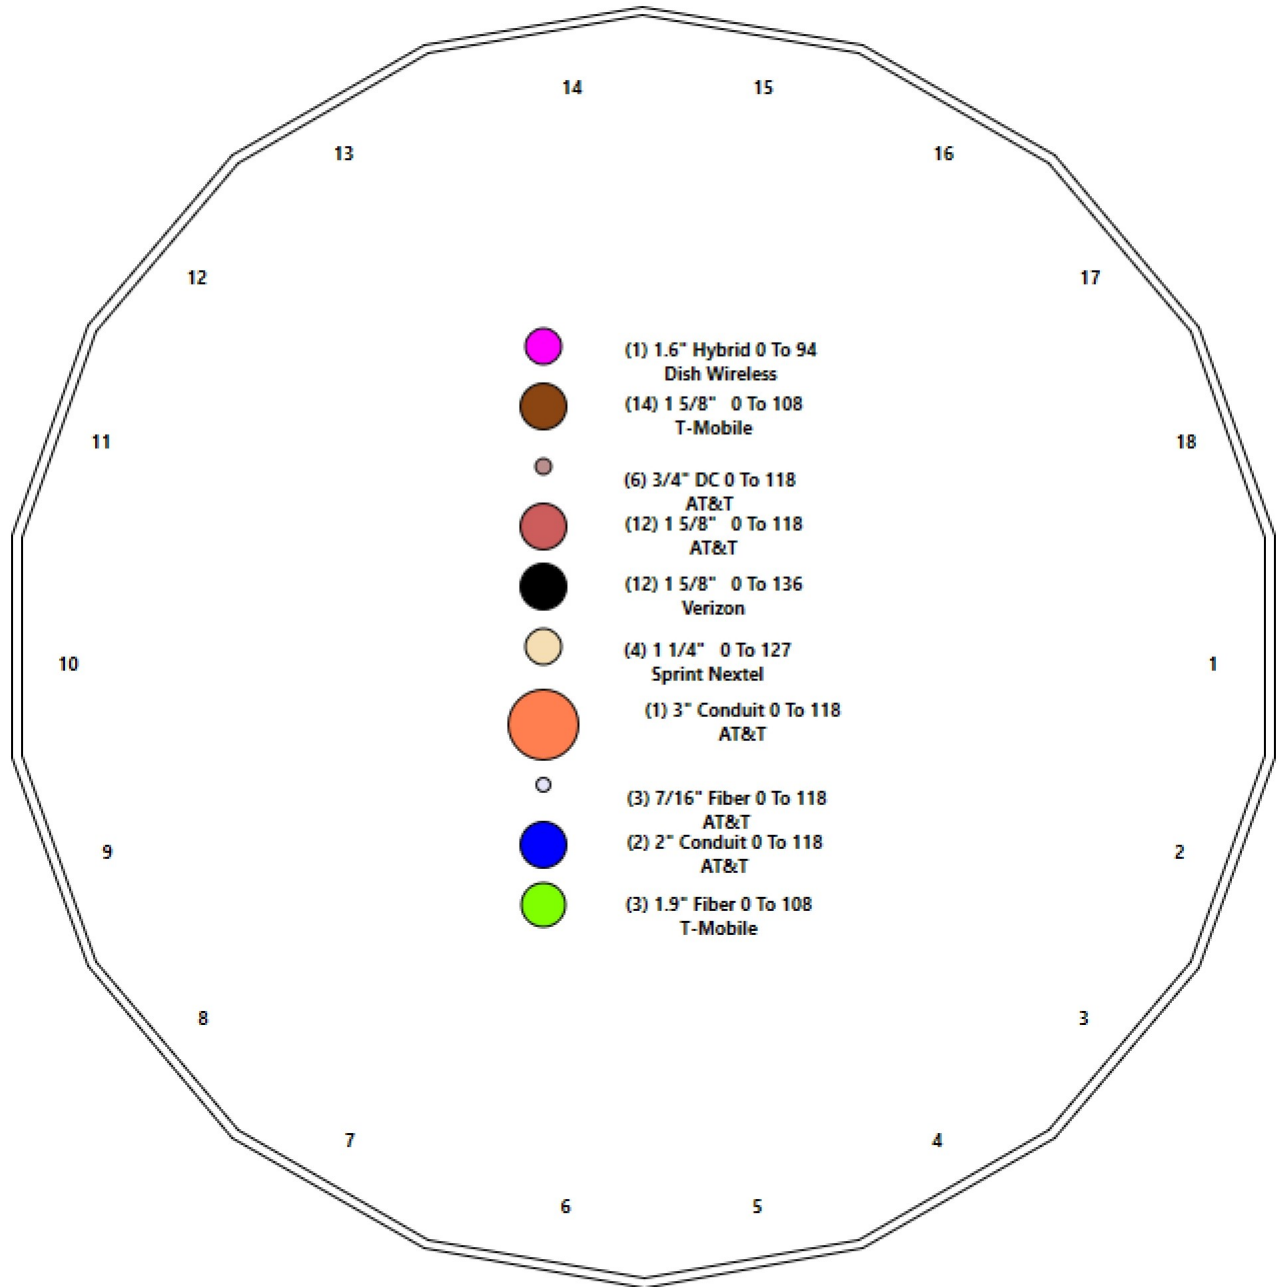 14
15
13
16
12
17
(1) 1.6" Hybrid 0 To 94
Dish Wireless
(14) 1 5/8" 0 To 108
T-Mobile
11
18
(6) 3/4" DC 0 To 118
AT&T
(12) 1 5/8" 0 To 118
AT&T
(12) 1 5/8" 0 To 136
Verizon
(4) 1 1/4" 0 To 127
Sprint Nextel
10
1
(1) 3" Conduit 0 To 118
AT&T
(3) 7/16" Fiber 0 To 118
AT&T
(2) 2" Conduit 0 To 118
AT&T
9
2
(3) 1.9" Fiber 0 To 108
T-Mobile
8
3
7
4
6
5